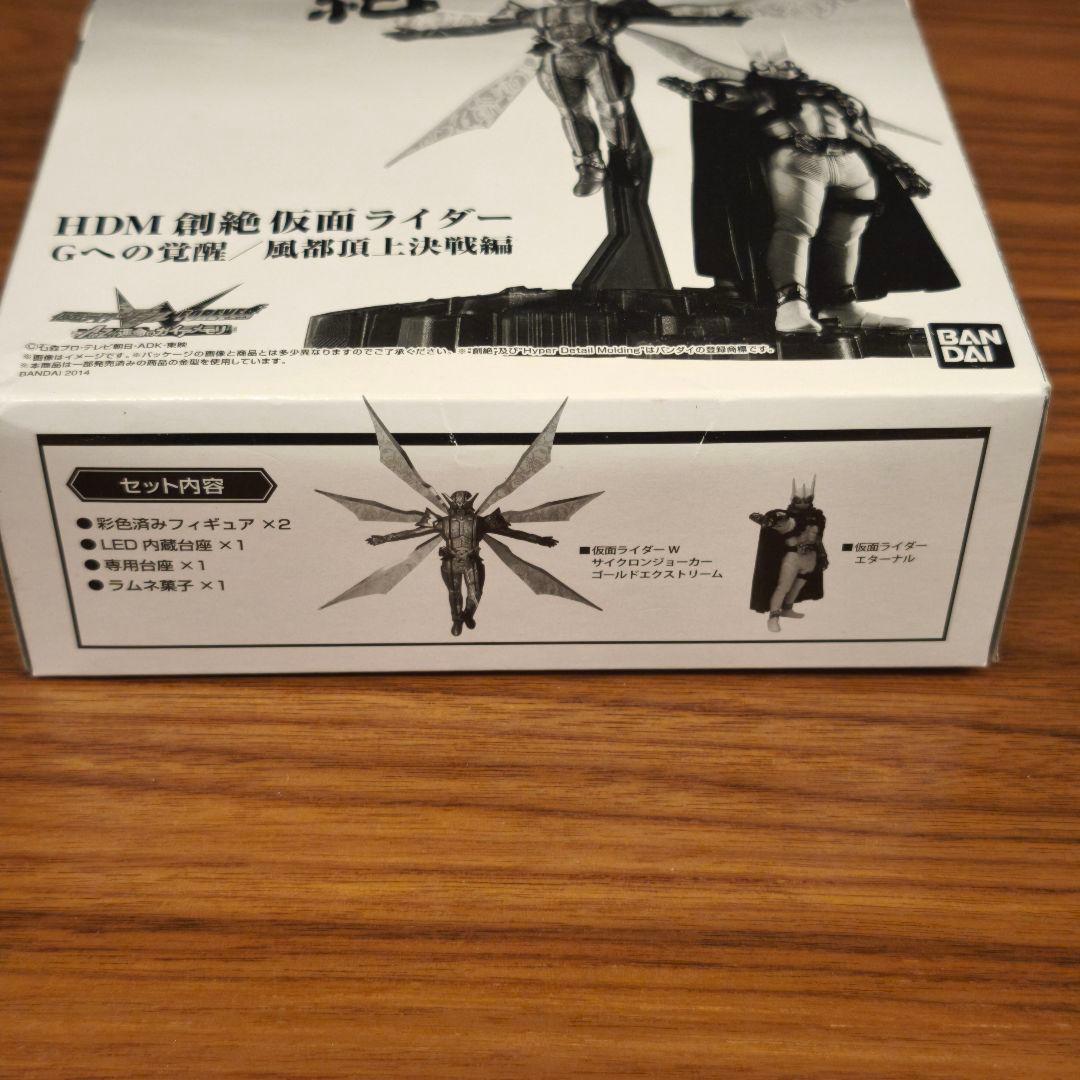 絶
HDM 創絶 仮面ライダー
Gへの覚醒/風都頂上決戦編
FOREVER
©石森プロ・テレビ朝日・ADK・東映
※画像はイメージです。※パッケージの画像と商品とは多少異なりますのでご了承ください。※「創絶」及び"Hyper Detail Molding"はバンダイの登録商標です。
※本商品は一部発売済みの商品の金型を使用しています。
BANDAI 2014
BAN
DAI
セット内容
●彩色済みフィギュア ×2
●LED 内蔵台座 ×1
●専用台座 ×1
●ラムネ菓子 ×1
■仮面ライダー W
サイクロンジョーカー
ゴールドエクストリーム
■仮面ライダー
エターナル